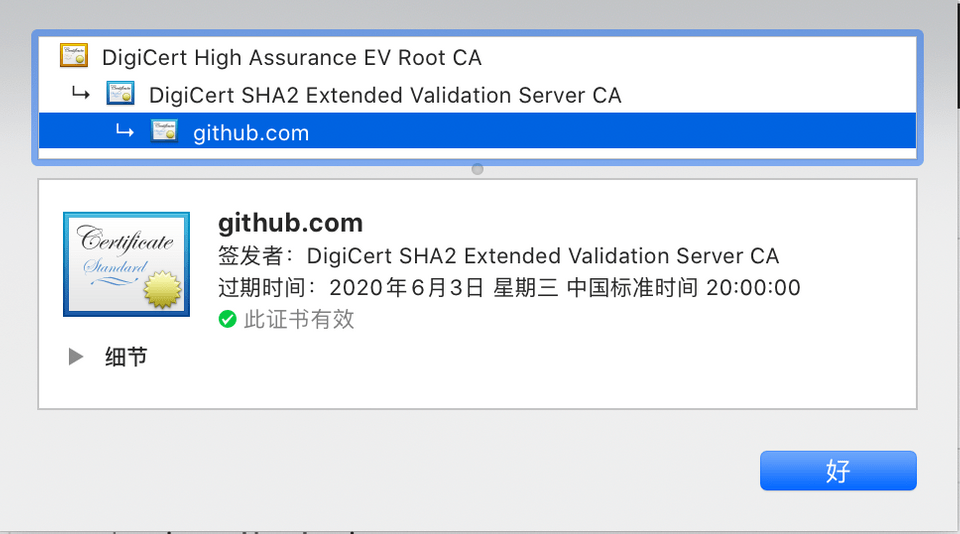 DigiCert High Assurance EV Root CA
DigiCert SHA2 Extended Validation Server CA
github.com
Certificate
Standard
github.com
签发者：DigiCert SHA2 Extended Validation Server CA
过期时间：2020年6月3日 星期三 中国标准时间 20:00:00
此证书有效
细节
好